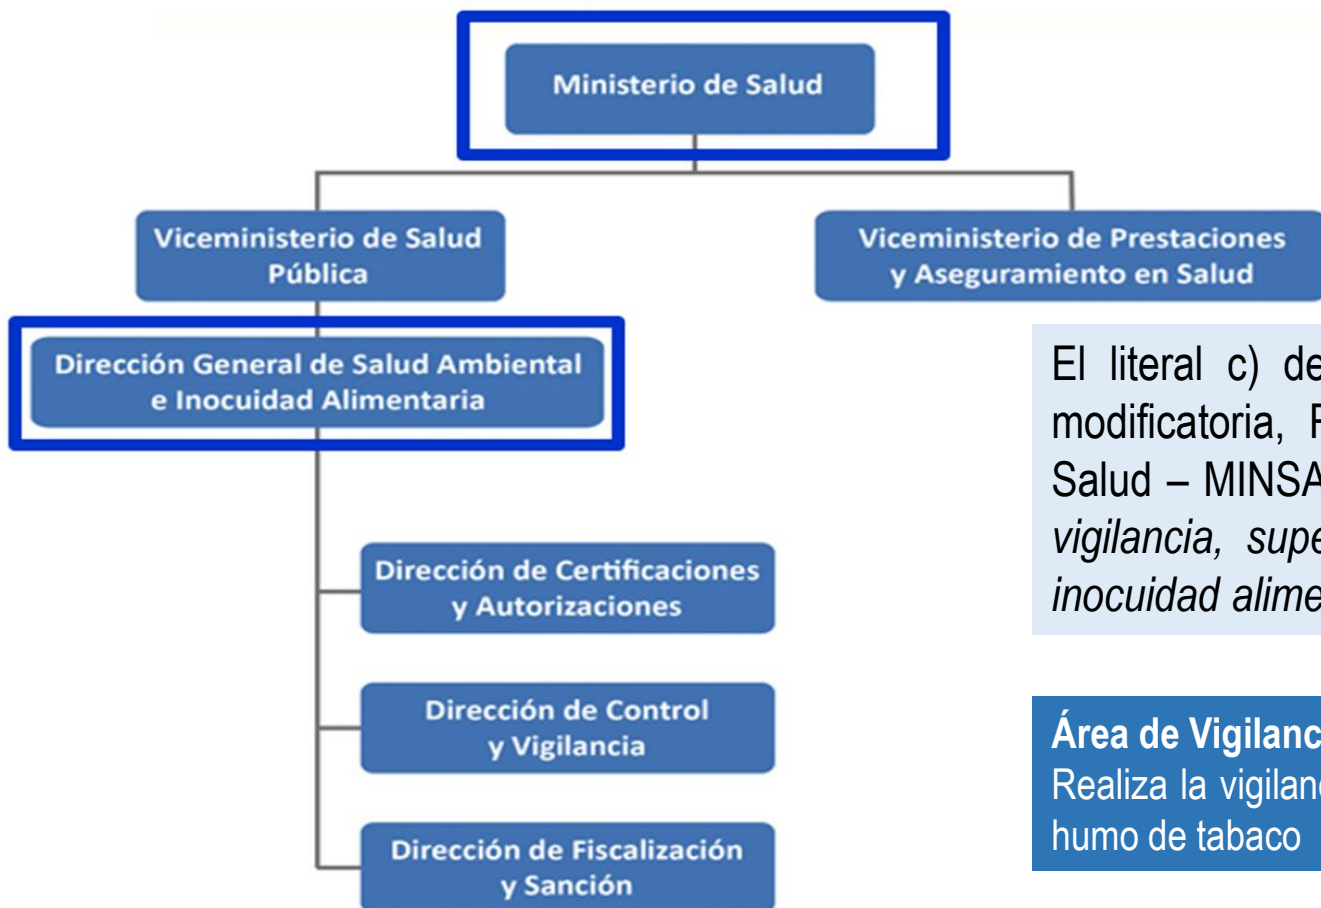 Ministerio de Salud
Viceministerio de Salud
Pública
Viceministerio de Prestaciones
y Aseguramiento en Salud
Dirección General de Salud Ambiental
e Inocuidad Alimentaria
Dirección de Certificaciones
y Autorizaciones
Dirección de Control
y Vigilancia
Dirección de Fiscalización
y Sanción
El literal c) de
modificatoria,
Salud – MINSA
vigilancia, supe
inocuidad alime
Área de Vigilanc
Realiza la vigilanc
humo de tabaco